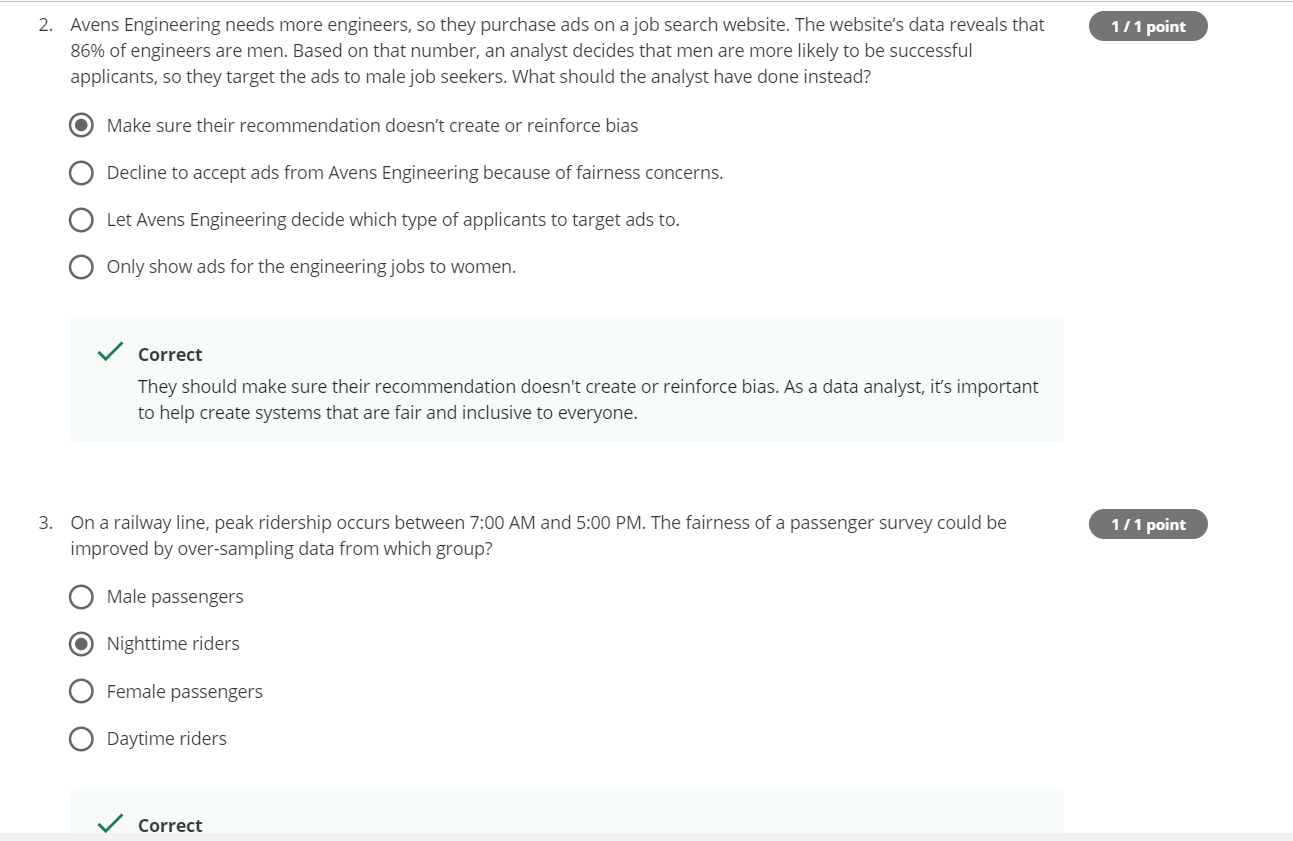 2. Avens Engineering needs more engineers, so they purchase ads on a job search website. The website’s data reveals that
1 / 1 point
86% of engineers are men. Based on that number, an analyst decides that men are more likely to be successful
applicants, so they target the ads to male job seekers. What should the analyst have done instead?
Make sure their recommendation doesn’t create or reinforce bias
Decline to accept ads from Avens Engineering because of fairness concerns.
Let Avens Engineering decide which type of applicants to target ads to.
Only show ads for the engineering jobs to women.
Correct
They should make sure their recommendation doesn't create or reinforce bias. As a data analyst, it’s important
to help create systems that are fair and inclusive to everyone.
3. On a railway line, peak ridership occurs between 7:00 AM and 5:00 PM. The fairness of a passenger survey could be
1 / 1 point
improved by over-sampling data from which group?
Male passengers
Nighttime riders
Female passengers
Daytime riders
Correct